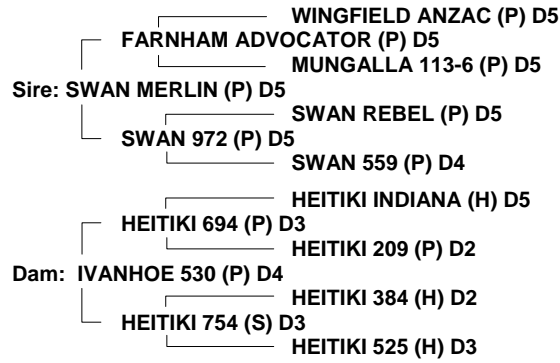 WINGFIELD ANZAC (P) D5
FARNHAM ADVOCATOR (P) D5
MUNGALLA 113-6 (P) D5
Sire: SWAN MERLIN (P) D5
SWAN REBEL (P) D5
SWAN 972 (P) D5
SWAN 559 (P) D4
HEITIKI INDIANA (H) D5
HEITIKI 694 (P) D3
HEITIKI 209 (P) D2
Dam: IVANHOE 530 (P) D4
HEITIKI 384 (H) D2
HEITIKI 754 (S) D3
HEITIKI 525 (H) D3